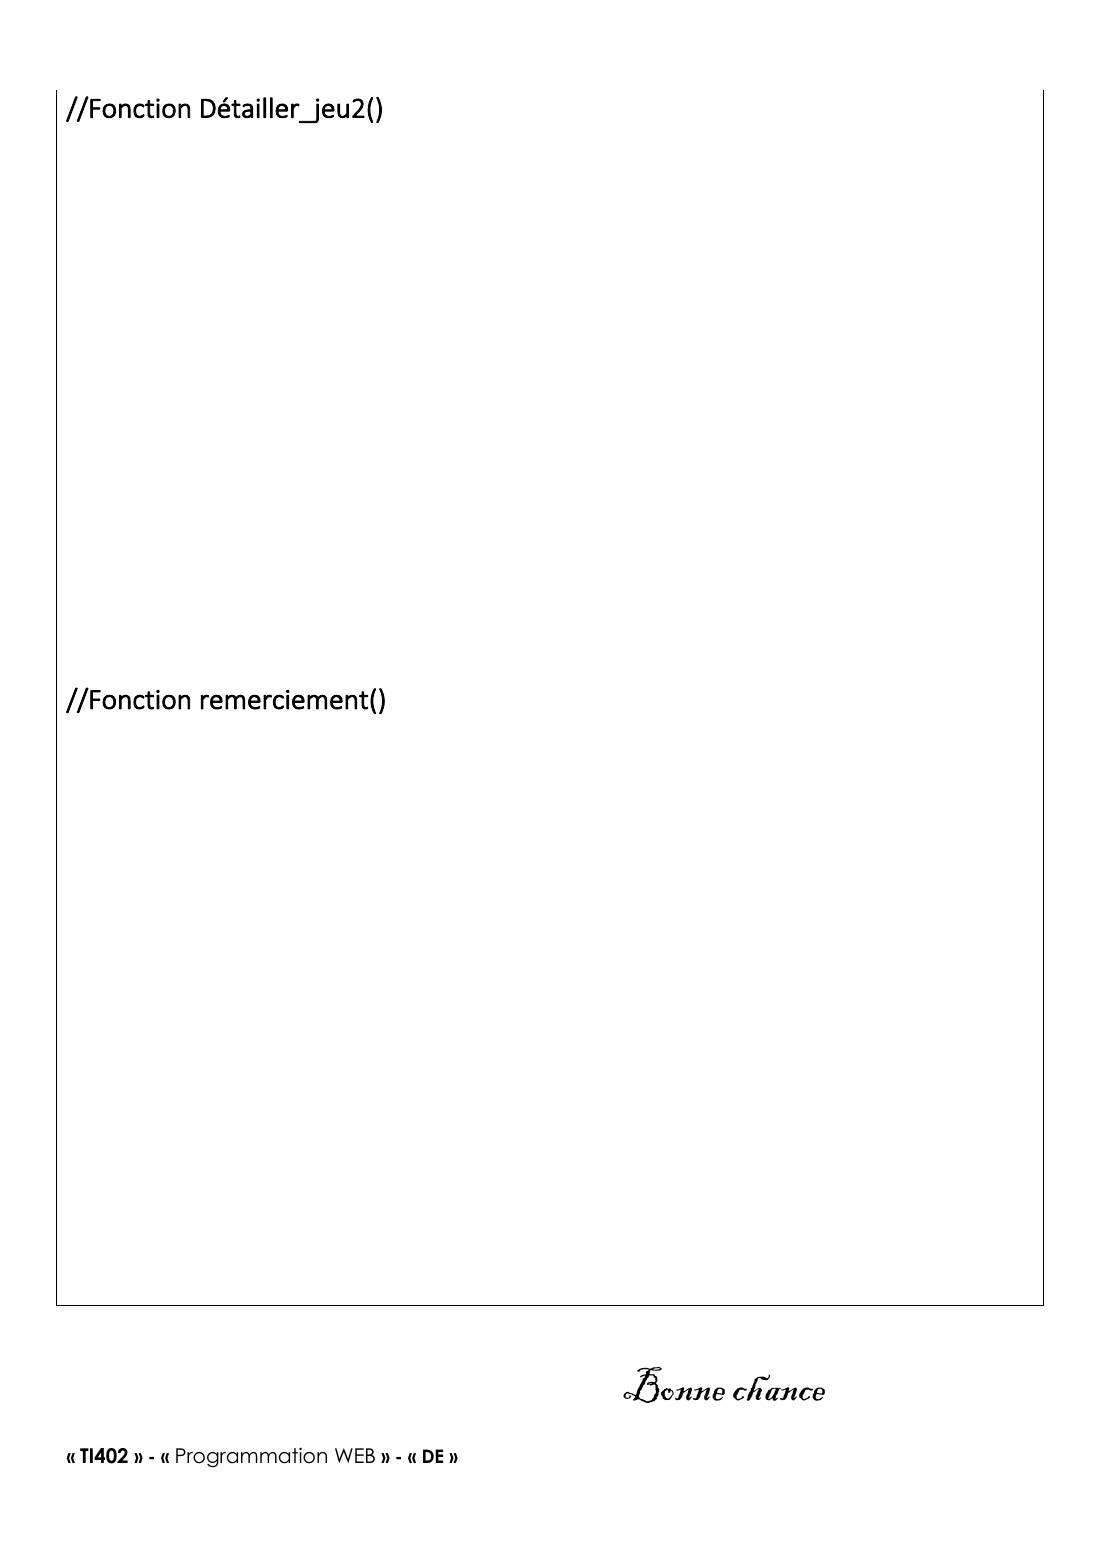 //Fonction Détailler_jeu2()
//Fonction remerciement()
Bonne chance
« TI402 » - « Programmation WEB » - « DE »